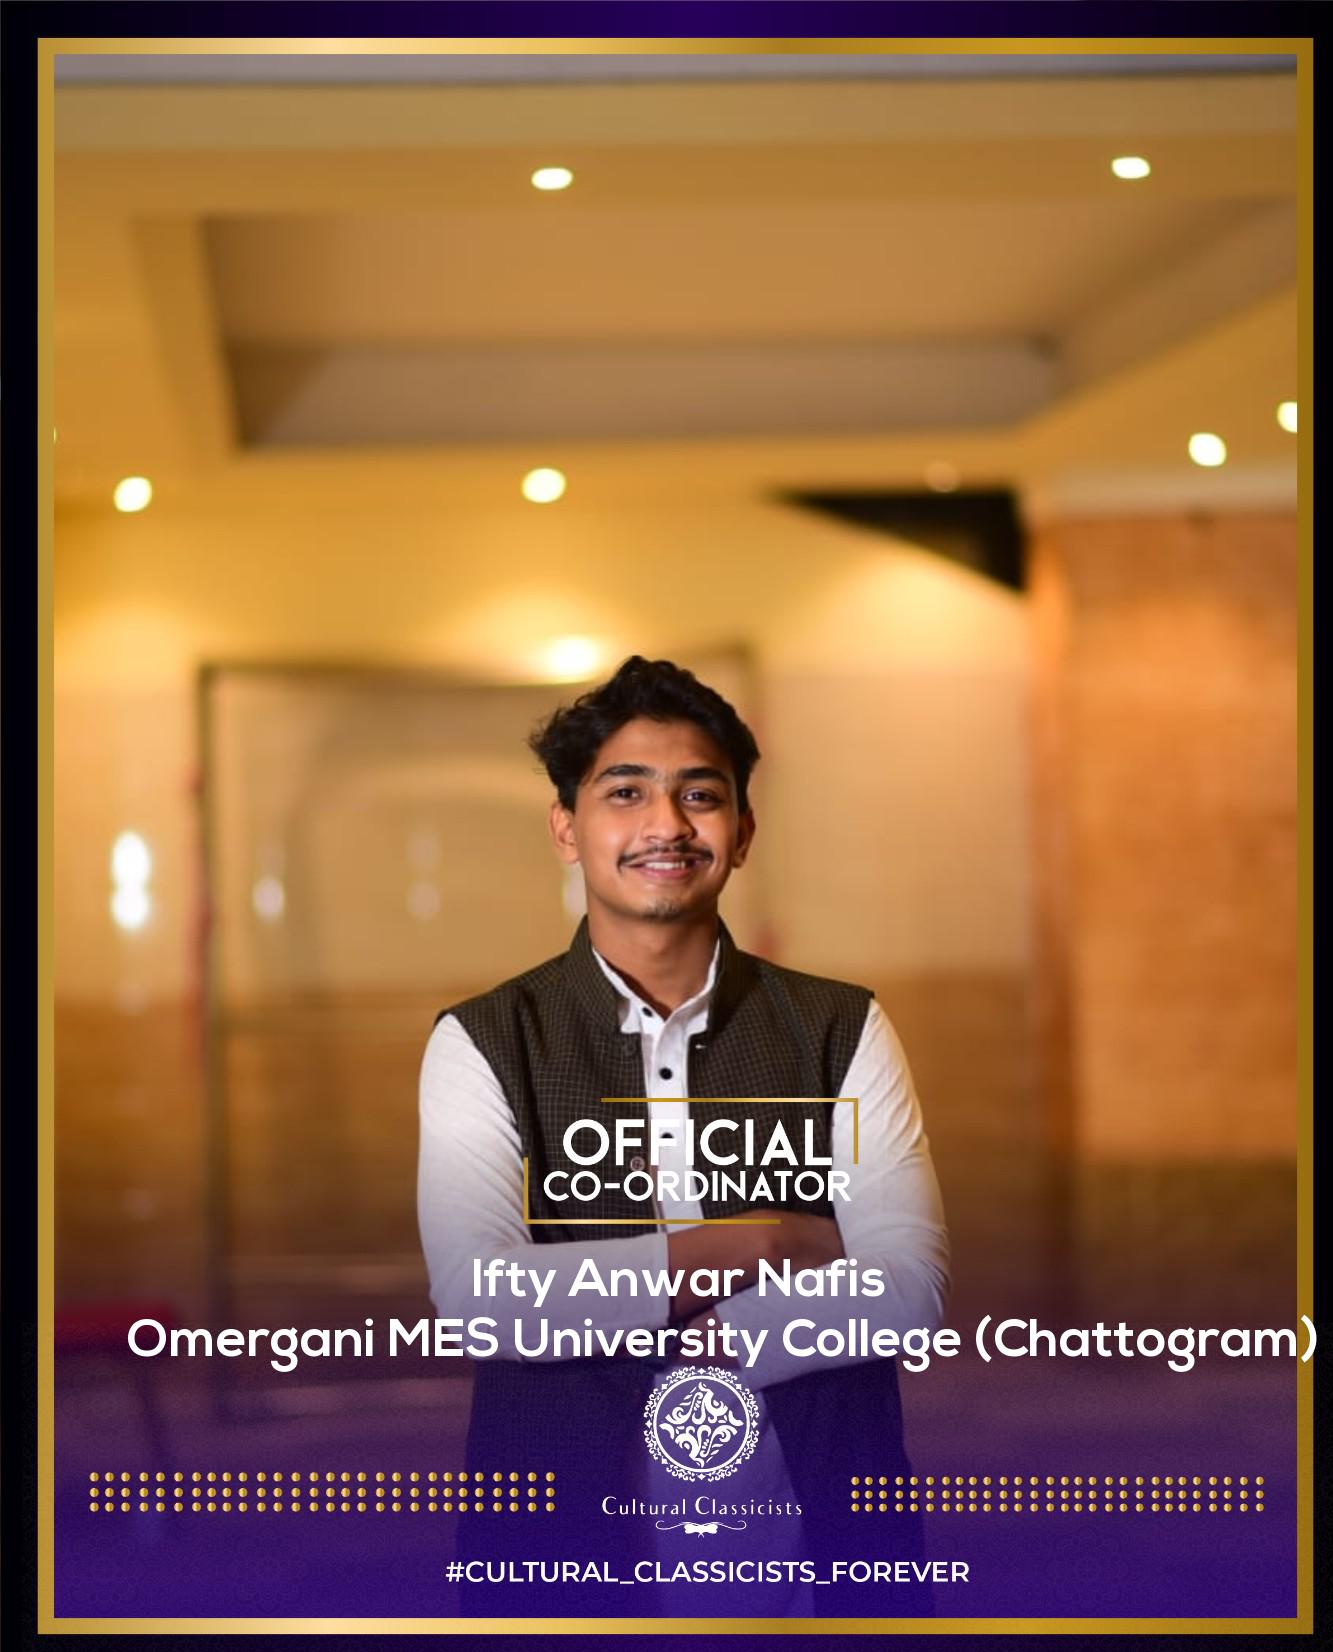 OFFICIAL
CO-ORDINATOR
Ifty Anwar Nafis
Omergani MES University College (Chattogram)
Cultural Classicists
#CULTURAL_CLASSICISTS_FOREVER